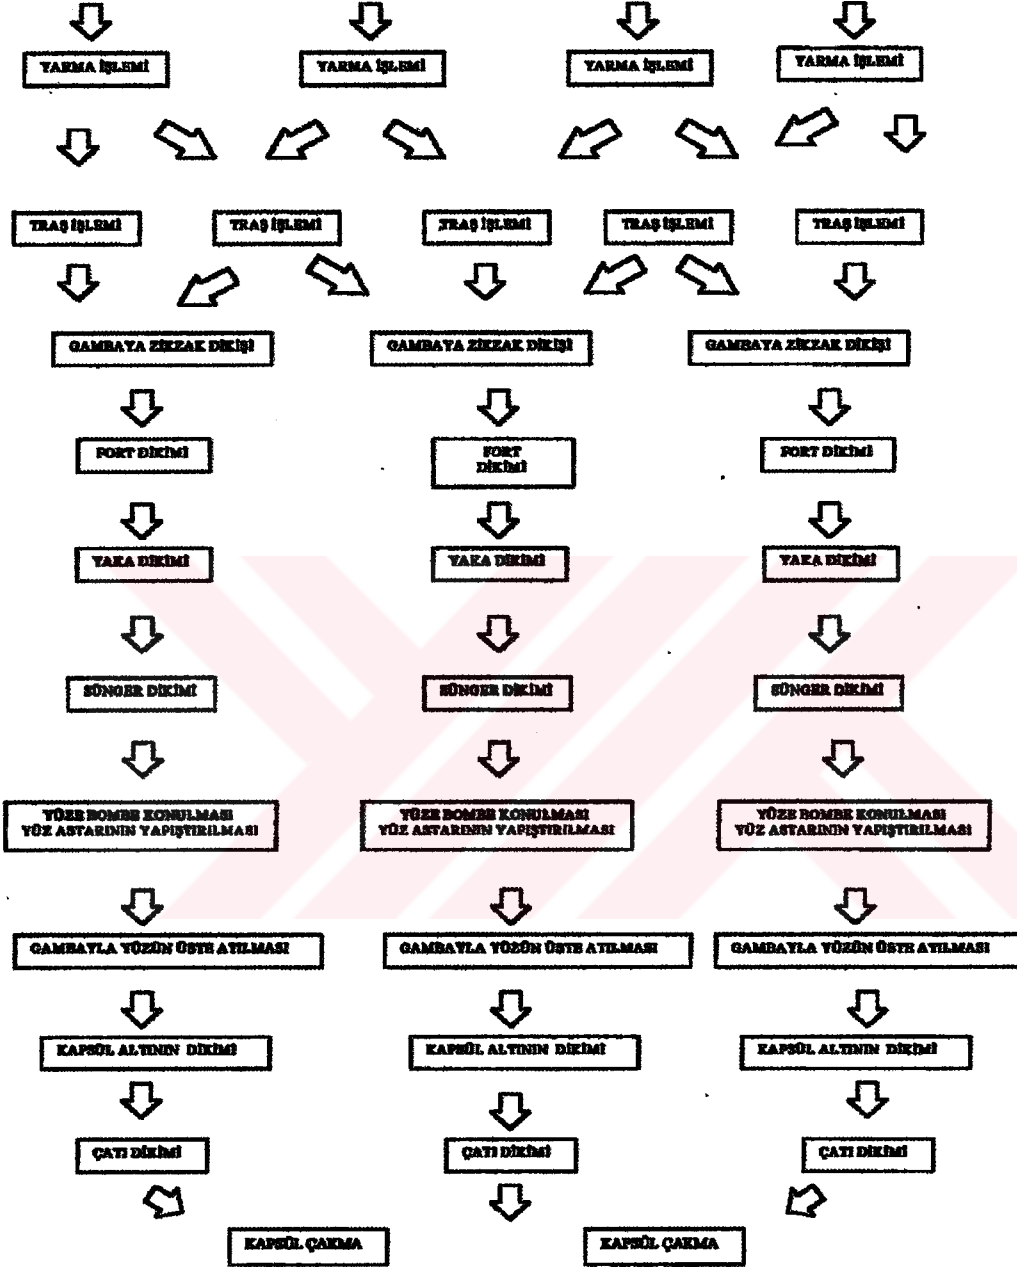 YARMA İŞLEMİ
YARMA İŞLEMİ
YARMA İŞLEMİ
YARMA İŞLEMİ
TRAŞ İŞLEMİ
TRAŞ İŞLEMİ
TRAŞ İŞLEMİ
TRAŞ İŞLEMİ
TRAŞ İŞLEMİ
GAMBAYA ZİKZAK DİKİŞİ
GAMBAYA ZİKZAK DİKİŞİ
GAMBAYA ZİKZAK DİKİŞİ
FORT DİKİMİ
FORT
DİKİMİ
FORT DİKİMİ
YAKA DİKİMİ
YAKA DİKİMİ
YAKA DİKİMİ
SÜNGER DİKİMİ
SÜNGER DİKİMİ
SÜNGER DİKİMİ
YÜZE BOMBE KONULMASI
YÜZ ASTARININ YAPIŞTIRILMASI
YÜZE BOMBE KONULMASI
YÜZ ASTARININ YAPIŞTIRILMASI
YÜZE BOMBE KONULMASI
YÜZ ASTARININ YAPIŞTIRILMASI
GAMBAYLA YÜZÜN ÜSTE ATILMASI
GAMBAYLA YÜZÜN ÜSTE ATILMASI
GAMBAYLA YÜZÜN ÜSTE ATILMASI
KAPSÜL ALTININ DİKİMİ
KAPSÜL ALTININ DİKİMİ
KAPSÜL ALTININ DİKİMİ
ÇATI DİKİMİ
ÇATI DİKİMİ
ÇATI DİKİMİ
KAPSÜL ÇAKMA
KAPSÜL ÇAKMA